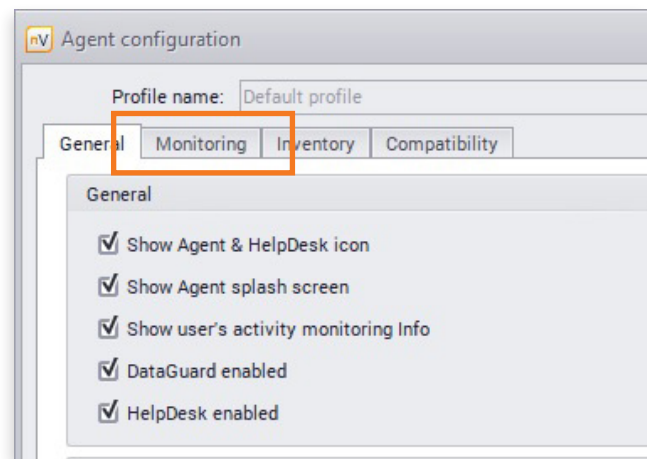 nV Agent configuration
Profile name: Default profile
General Monitoring Inventory Compatibility
General
Show Agent & HelpDesk icon
Show Agent splash screen
Show user's activity monitoring Info
DataGuard enabled
HelpDesk enabled